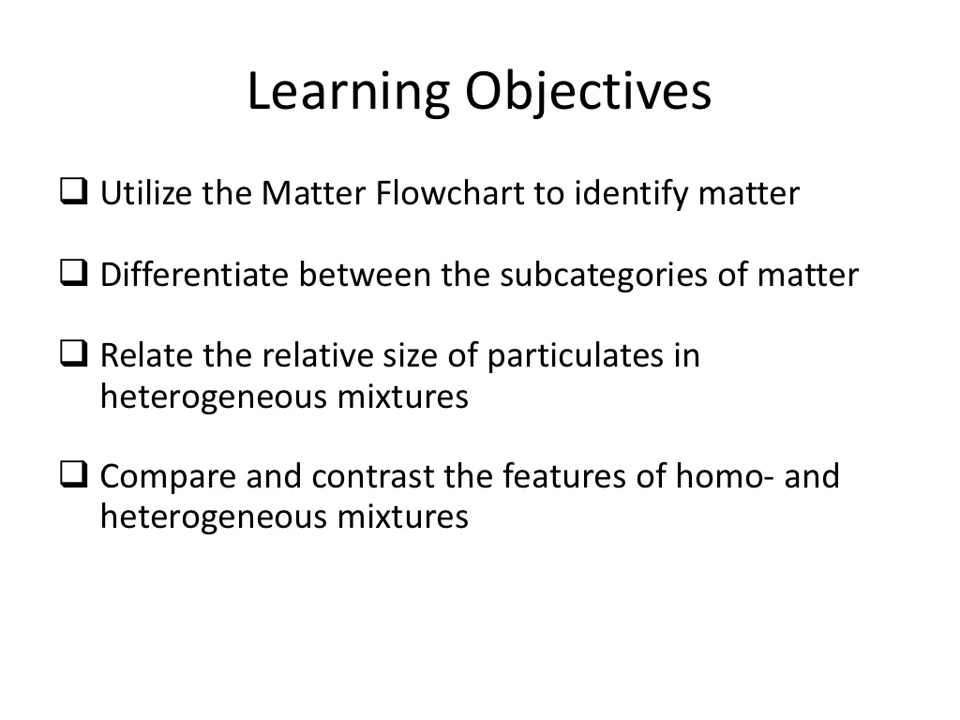 Learning Objectives
❑ Utilize the Matter Flowchart to identify matter
❑ Differentiate between the subcategories of matter
❑ Relate the relative size of particulates in
heterogeneous mixtures
❑ Compare and contrast the features of homo- and
heterogeneous mixtures